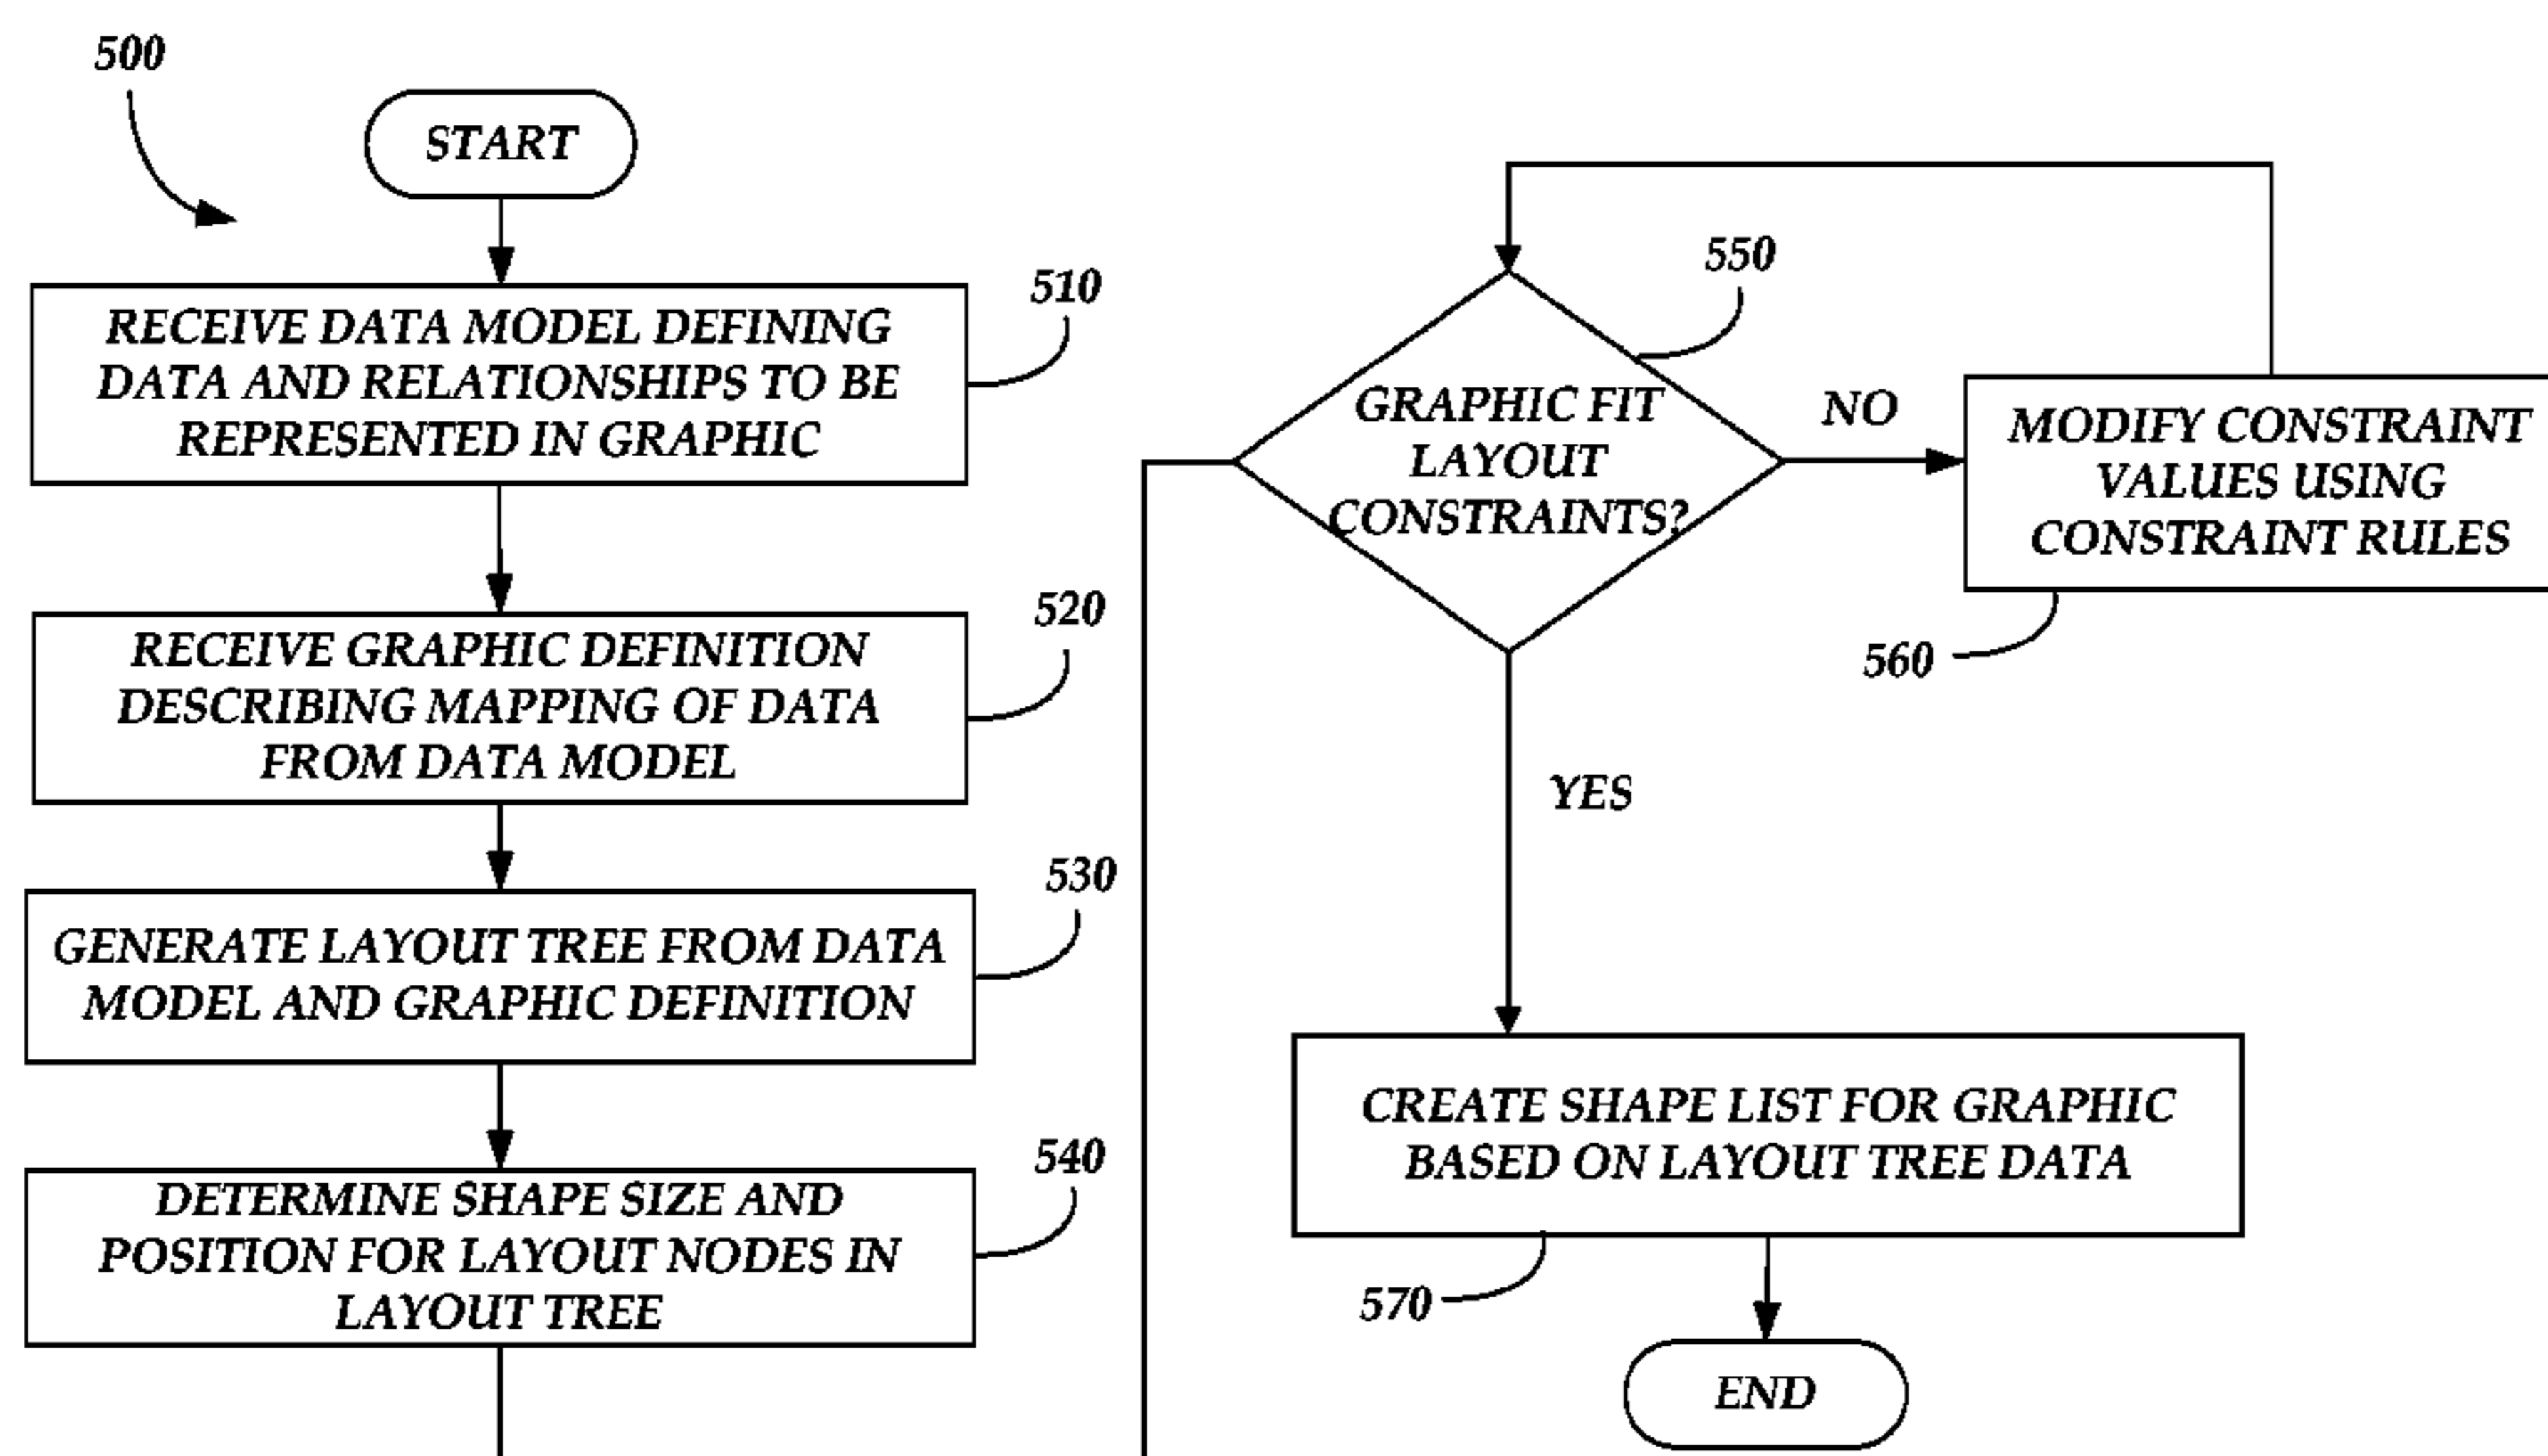 500
START
RECEIVE DATA MODEL DEFINING
DATA AND RELATIONSHIPS TO BE
REPRESENTED IN GRAPHIC
510
RECEIVE GRAPHIC DEFINITION
DESCRIBING MAPPING OF DATA
FROM DATA MODEL
520
GENERATE LAYOUT TREE FROM DATA
MODEL AND GRAPHIC DEFINITION
530
DETERMINE SHAPE SIZE AND
POSITION FOR LAYOUT NODES IN
LAYOUT TREE
540
GRAPHIC FIT
LAYOUT
CONSTRAINTS?
550
NO
MODIFY CONSTRAINT
VALUES USING
CONSTRAINT RULES
560
YES
CREATE SHAPE LIST FOR GRAPHIC
BASED ON LAYOUT TREE DATA
570
END